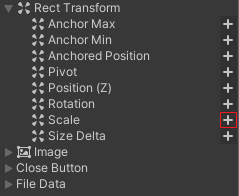 Rect Transform
Anchor Max
Anchor Min
Anchored Position
Pivot
Position (Z)
Rotation
Scale
Size Delta
Image
Close Button
File Data